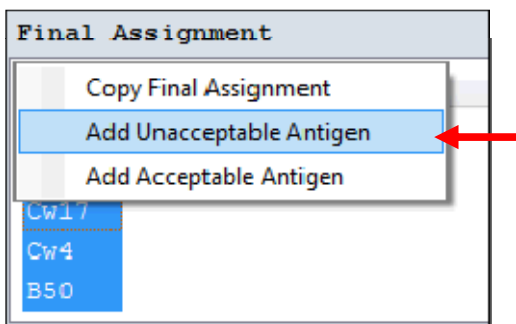 Final Assignment
Copy Final Assignment
Add Unacceptable Antigen
Add Acceptable Antigen
Cw17
Cw4
B50